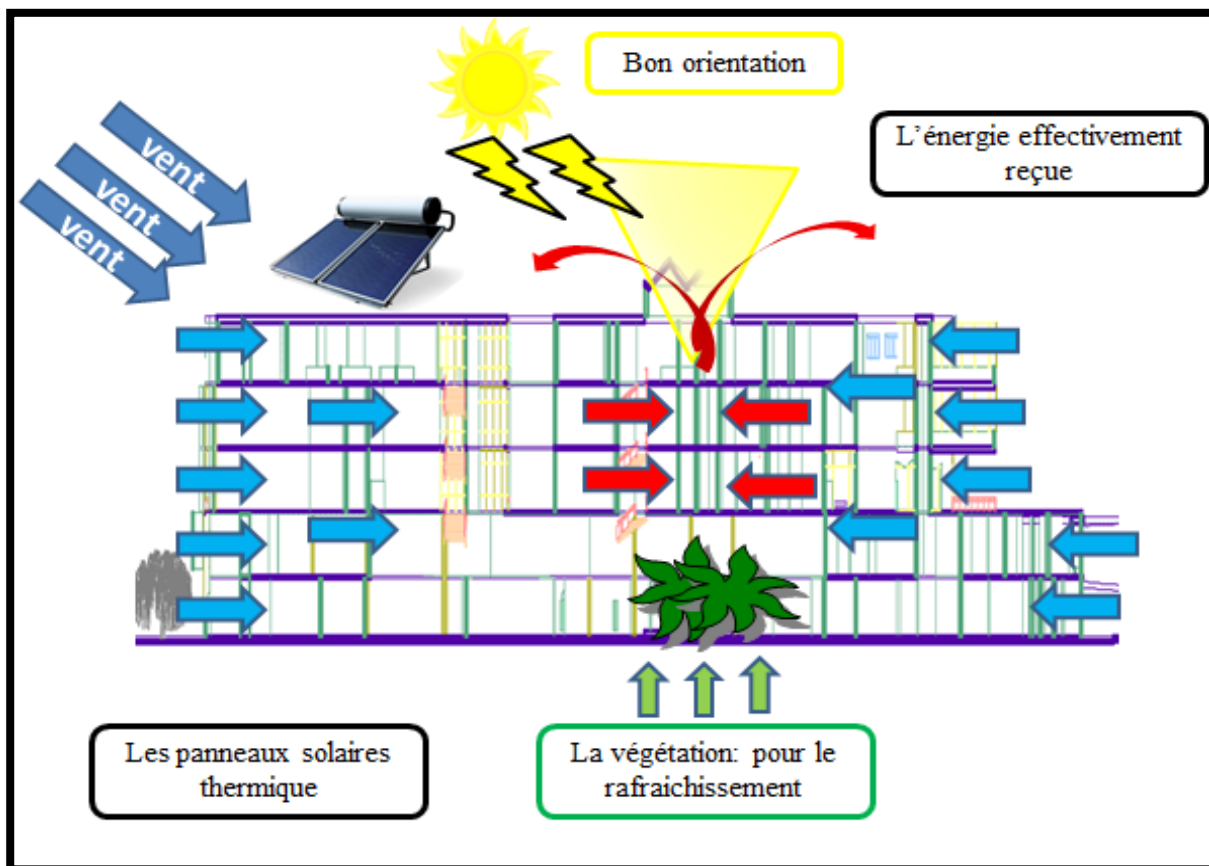 Bon orientation
L’énergie effectivement
reçue
vent
vent
vent
Les panneaux solaires
thermique
La végétation: pour le
rafraichissement